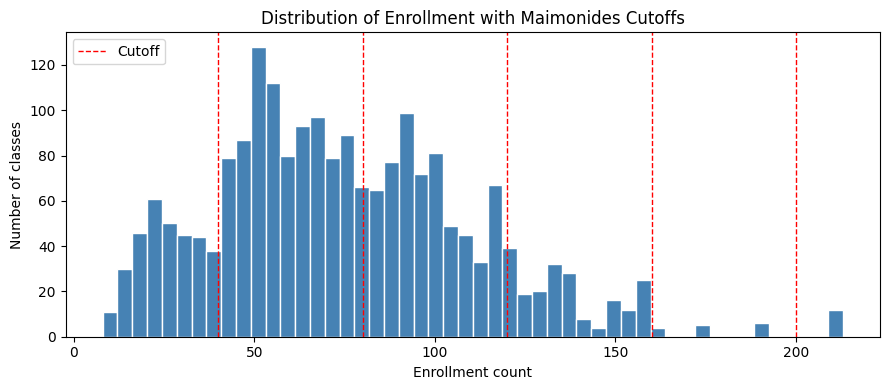 Distribution of Enrollment with Maimonides Cutoffs
Cutoff
Number of classes
120
100
80
60
40
20
0
0 50 100 150 200
Enrollment count